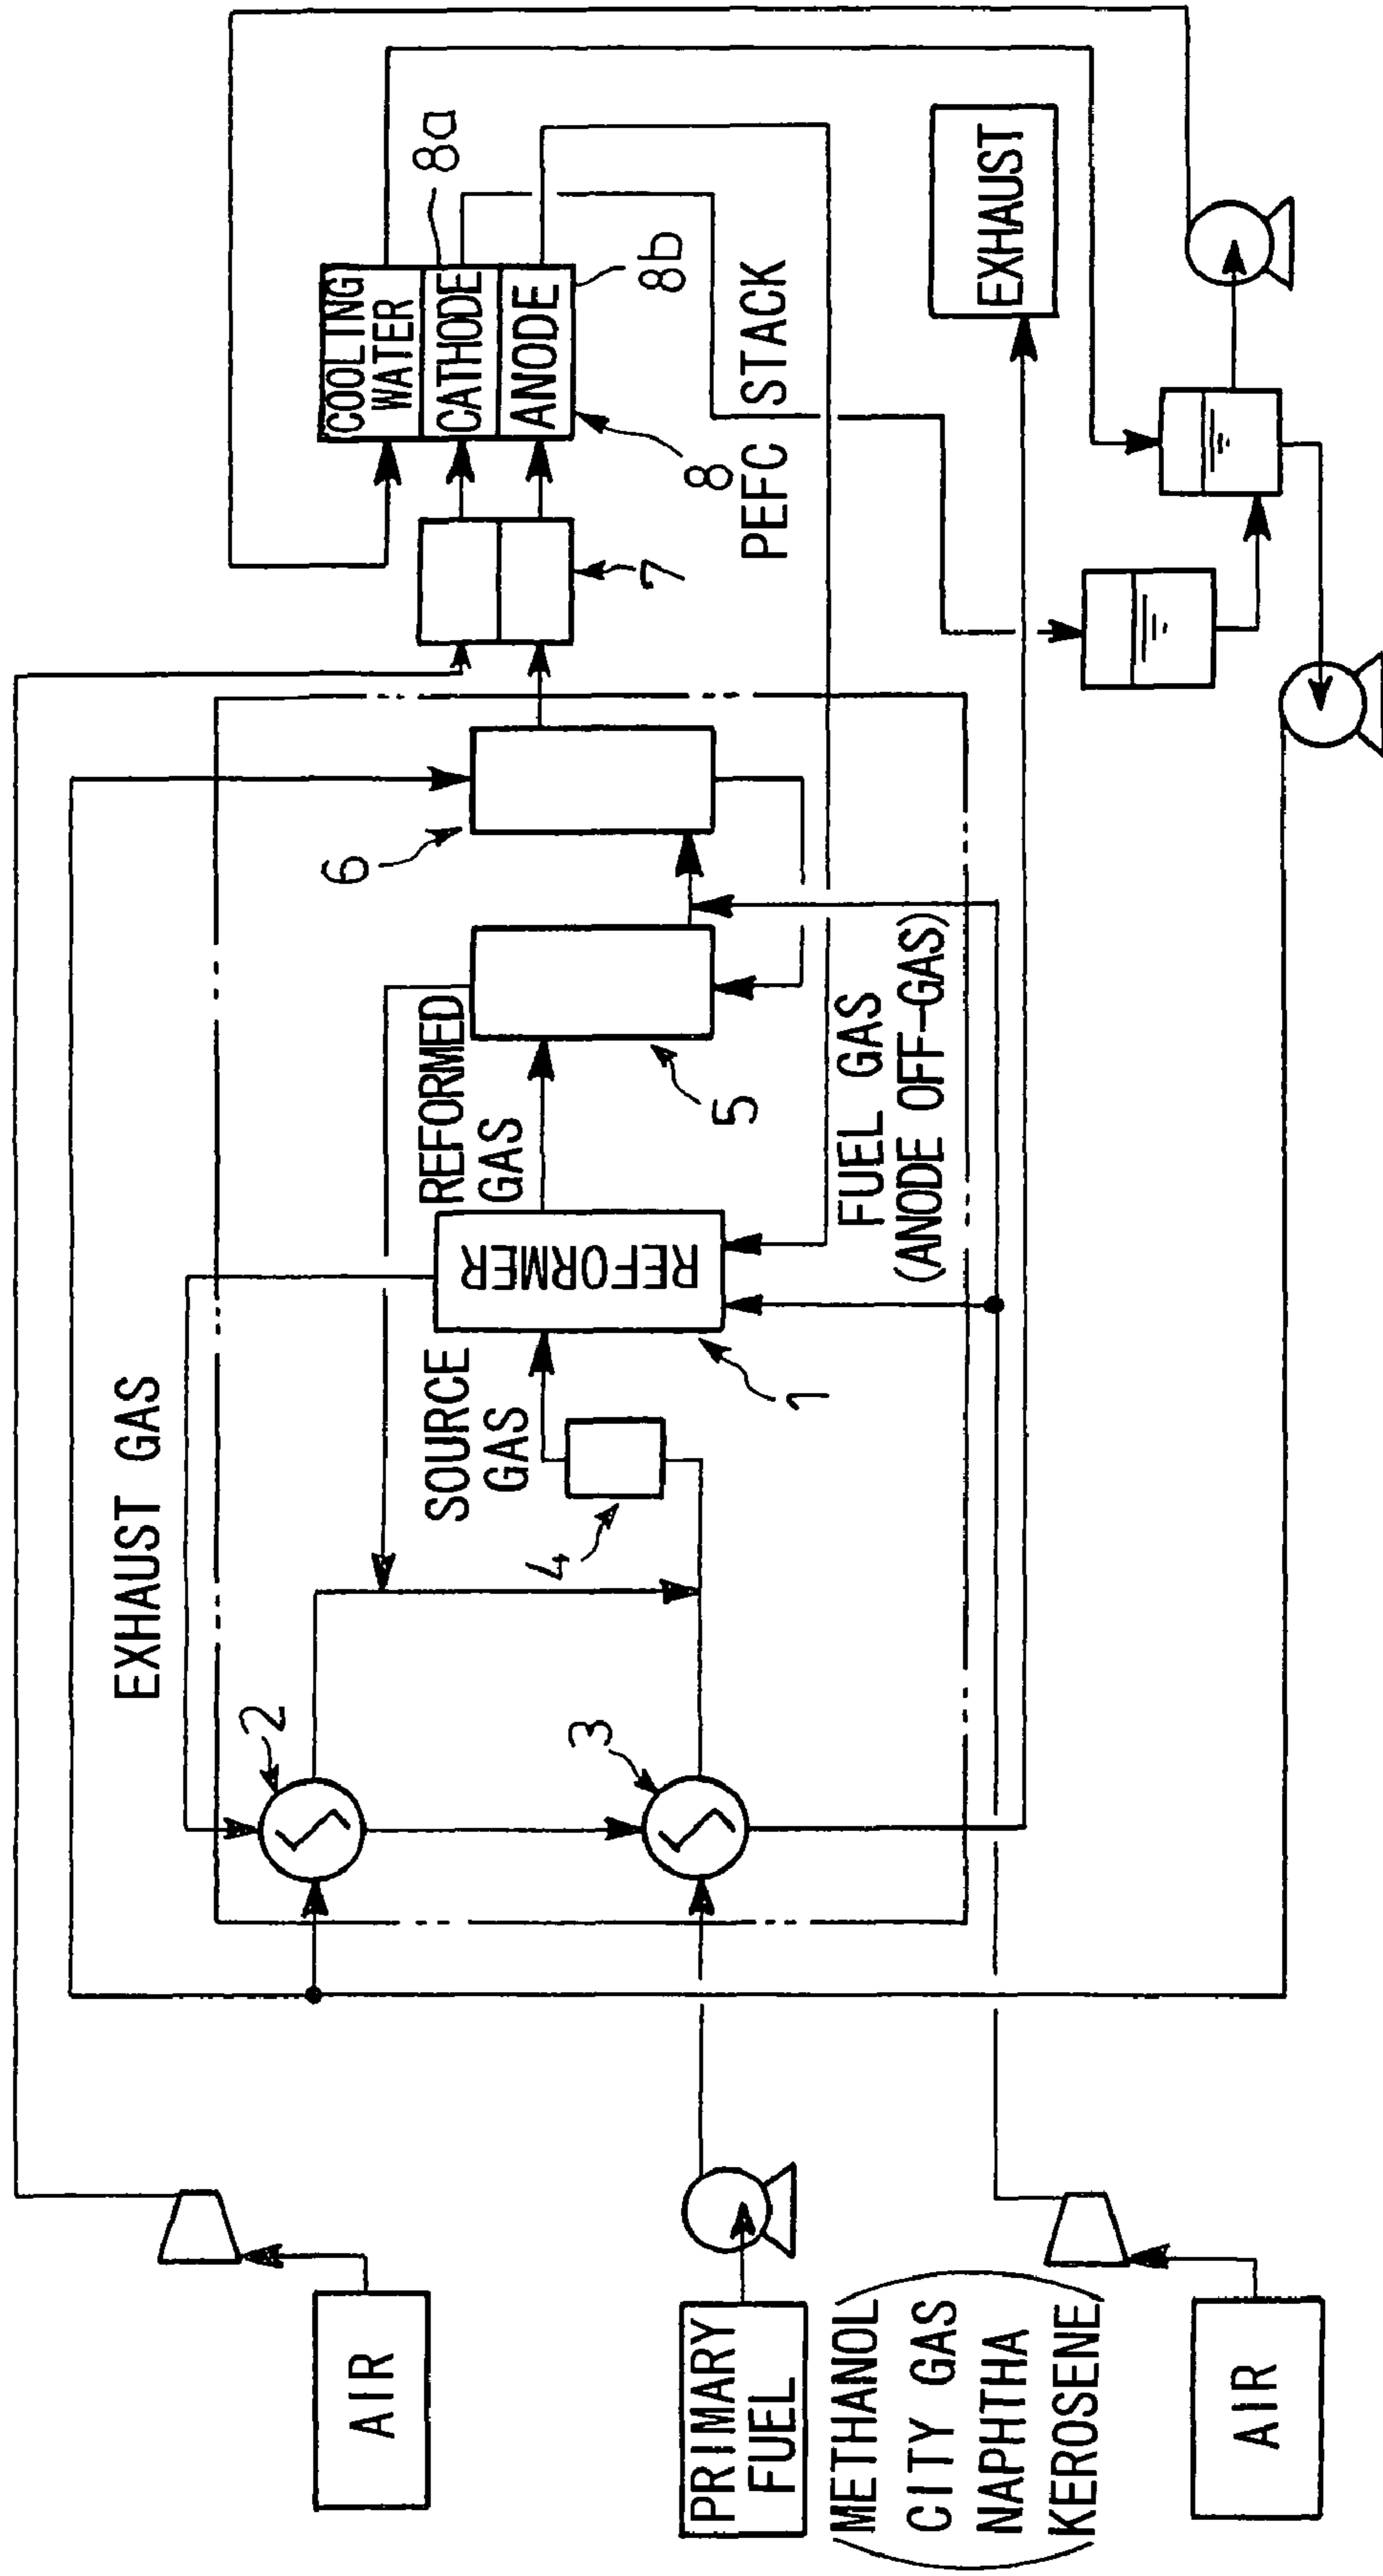 COOLING
WATER
CATHODE
ANODE
8a
8b
8
PEFC STACK
EXHAUST
7
6
5
REFORMED
GAS
FUEL GAS
(ANODE OFF-GAS)
REFORMER
1
SOURCE
GAS
4
EXHAUST GAS
2
3
AIR
PRIMARY
FUEL
(METHANOL
CITY GAS
NAPHTHA
KEROSENE)
AIR